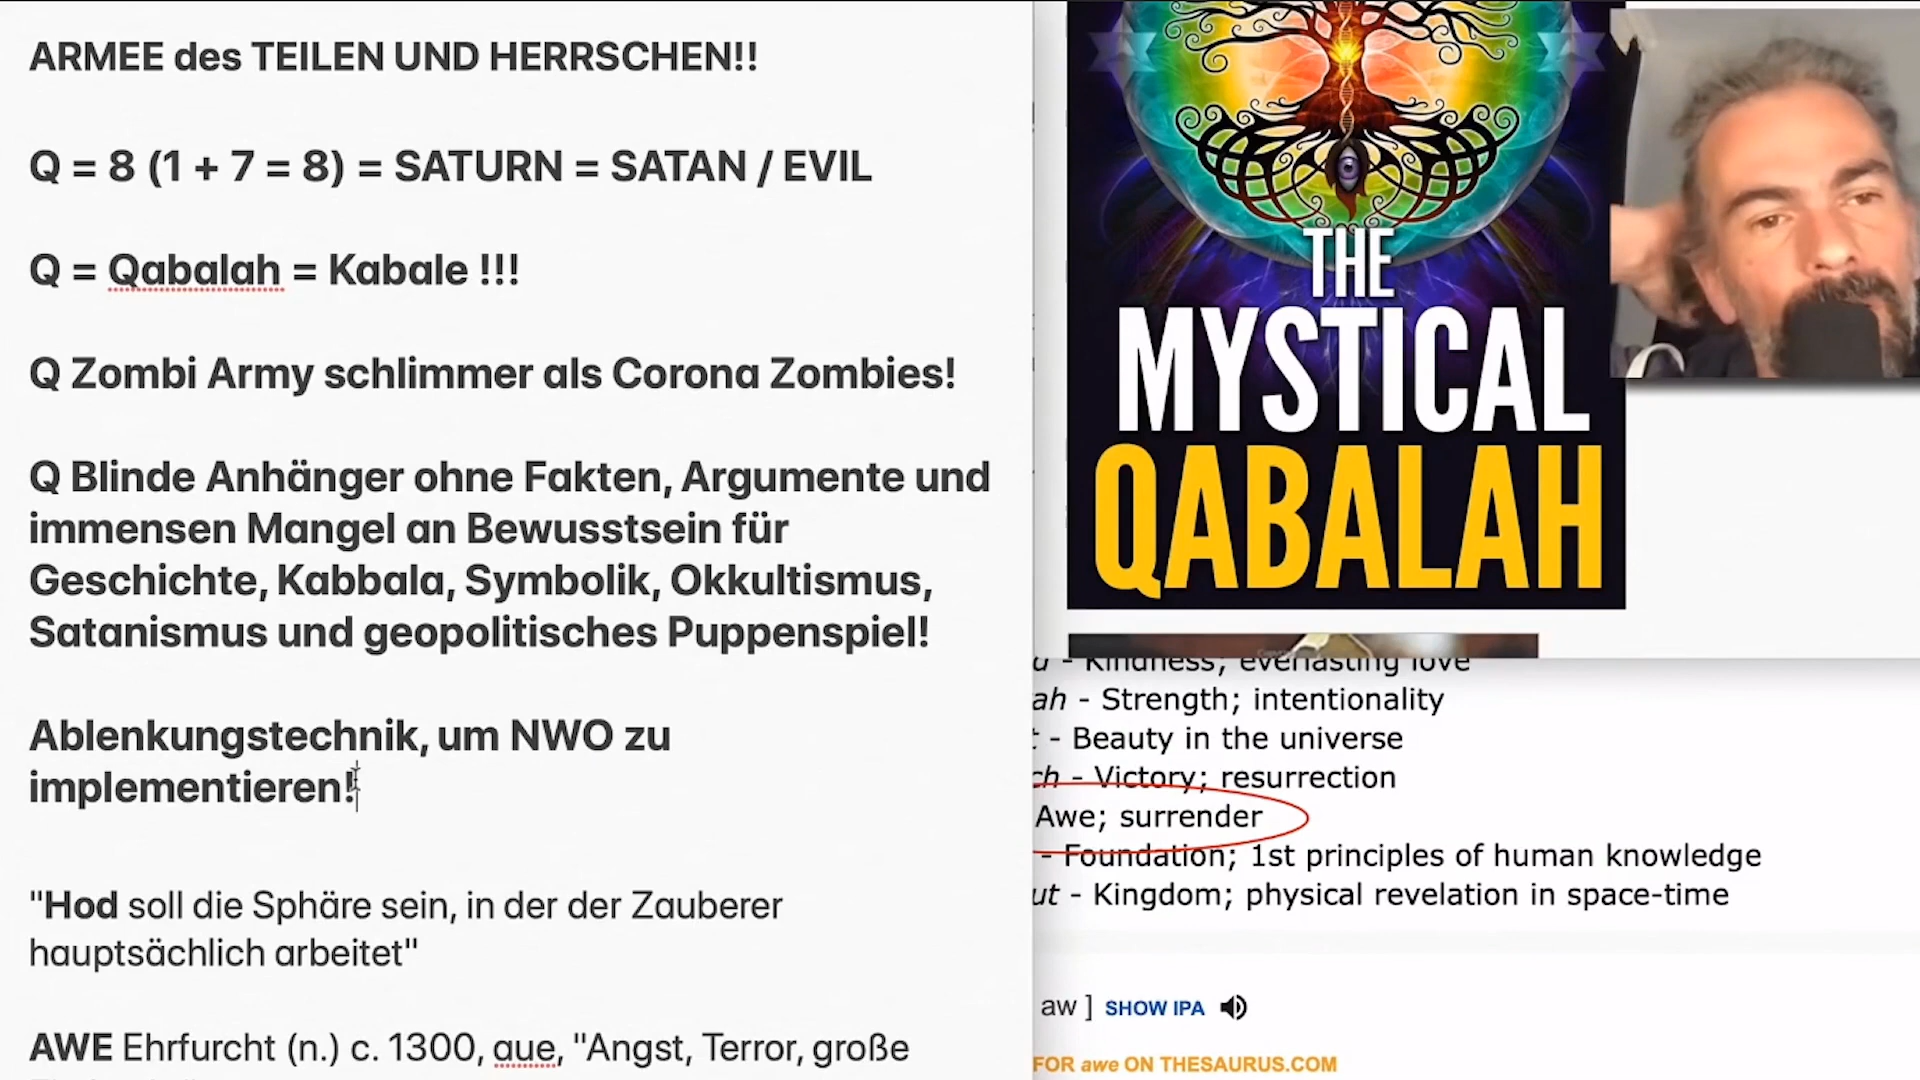 ARMEE des TEILEN UND HERRSCHEN!!
Q = 8 (1 + 7 = 8) = SATURN = SATAN / EVIL
Q = Qabalah = Kabale !!!
Q Zombi Army schlimmer als Corona Zombies!
Q Blinde Anhänger ohne Fakten, Argumente und
immensen Mangel an Bewusstsein für
Geschichte, Kabbala, Symbolik, Okkultismus,
Satanismus und geopolitisches Puppenspiel!
Ablenkungstechnik, um NWO zu
implementieren!
"Hod soll die Sphäre sein, in der der Zauberer
hauptsächlich arbeitet"
AWE Ehrfurcht (n.) c. 1300, aue, "Angst, Terror, große
THE
MYSTICAL
QABALAH
- Kindness; everlasting love
ah - Strength; intentionality
- Beauty in the universe
ch - Victory; resurrection
Awe; surrender
- Foundation; 1st principles of human knowledge
ut - Kingdom; physical revelation in space-time
aw ] SHOW IPA
FOR awe ON THESAURUS.COM